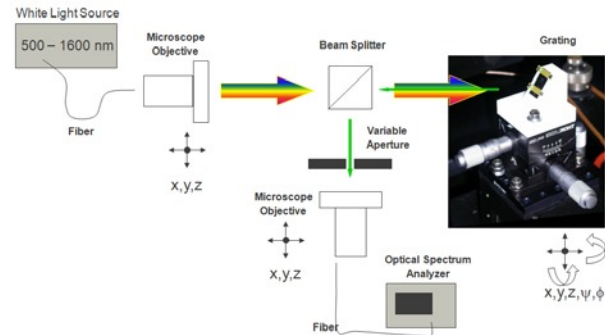 White Light Source
500 – 1600 nm
Microscope
Objective
Beam Splitter
Grating
Fiber
x,y,z
Variable
Aperture
Microscope
Objective
x,y,z
Optical Spectrum
Analyzer
Fiber
x,y,z,ψ,ϕ